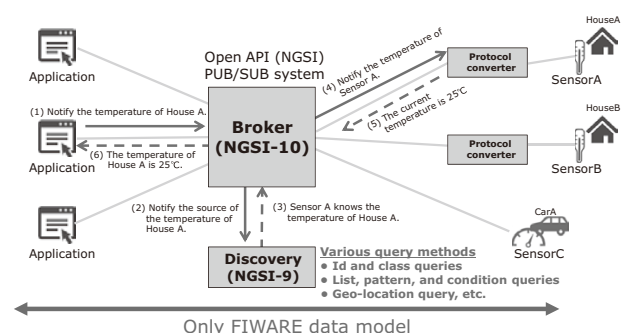 Application
Application
Application
Open API (NGSI)
PUB/SUB system
Broker
(NGSI-10)
(1) Notify the temperature of House A.
(6) The temperature of
House A is 25℃.
(2) Notify the source of
the temperature of
House A.
(3) Sensor A knows the
temperature of House A.
(4) Notify the temperature of
Sensor A.
(5) The current
temperature is 25℃
Discovery
(NGSI-9)
Protocol
converter
HouseA
SensorA
Protocol
converter
HouseB
SensorB
CarA
SensorC
Various query methods
● Id and class queries
● List, pattern, and condition queries
● Geo-location query, etc.
Only FIWARE data model